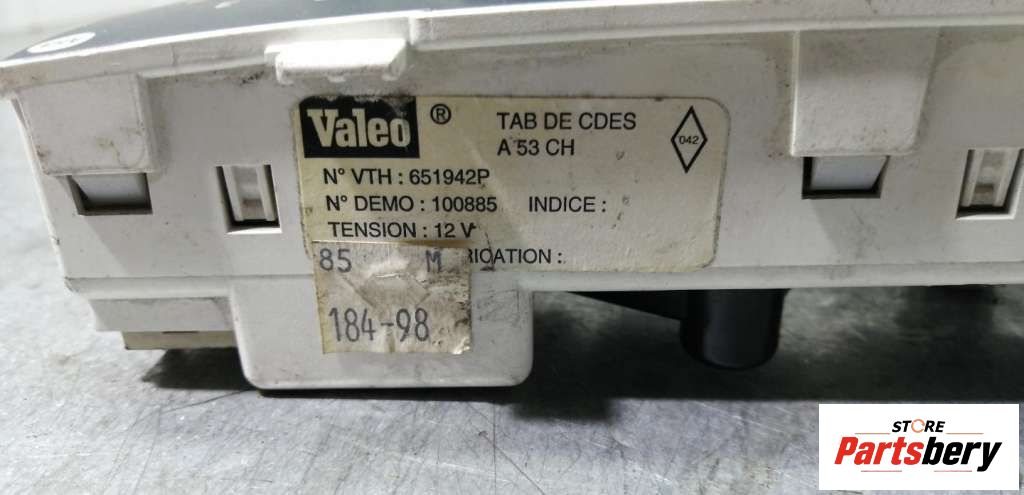 Valeo ®
TAB DE CDES
A 53 CH
042
N° VTH : 651942P
N° DEMO : 100885 INDICE :
TENSION : 12 V
RICATION :
85 M
184-98
STORE
Partsbery